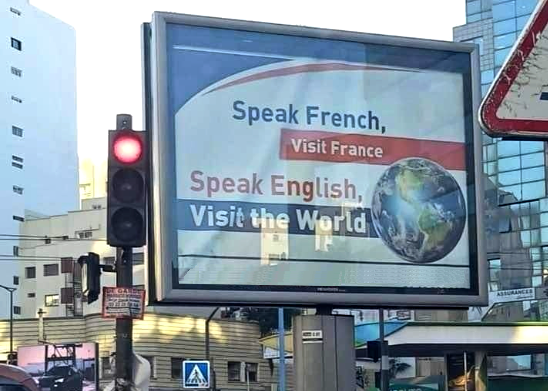 Speak French,
Visit France
Speak English,
Visit the World
ASSURANCES